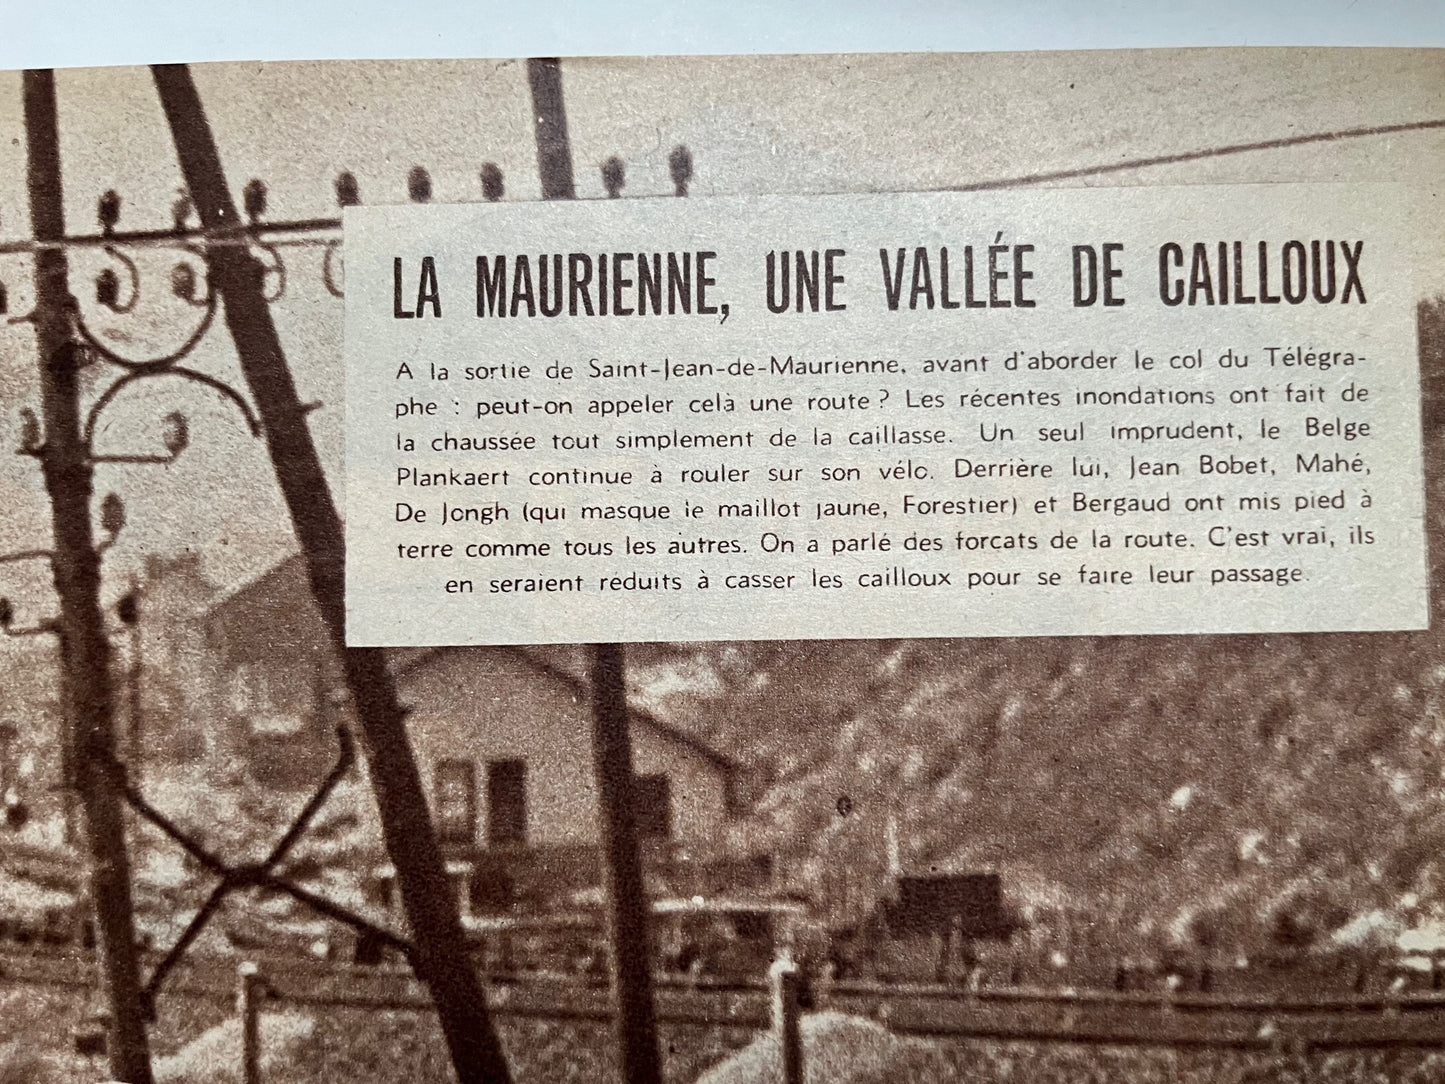 LA MAURIENNE, UNE VALLÉE DE CAILLOUX
A la sortie de Saint-Jean-de-Maurienne, avant d'aborder le col du Télégra-
phe : peut-on appeler celà une route ? Les récentes inondations ont fait de
la chaussée tout simplement de la caillasse. Un seul imprudent, le Belge
Plankaert continue à rouler sur son vélo. Derrière lui, Jean Bobet, Mahé,
De Jongh (qui masque le maillot jaune, Forestier) et Bergaud ont mis pied à
terre comme tous les autres. On a parlé des forcats de la route. C'est vrai, ils
en seraient réduits à casser les cailloux pour se faire leur passage.